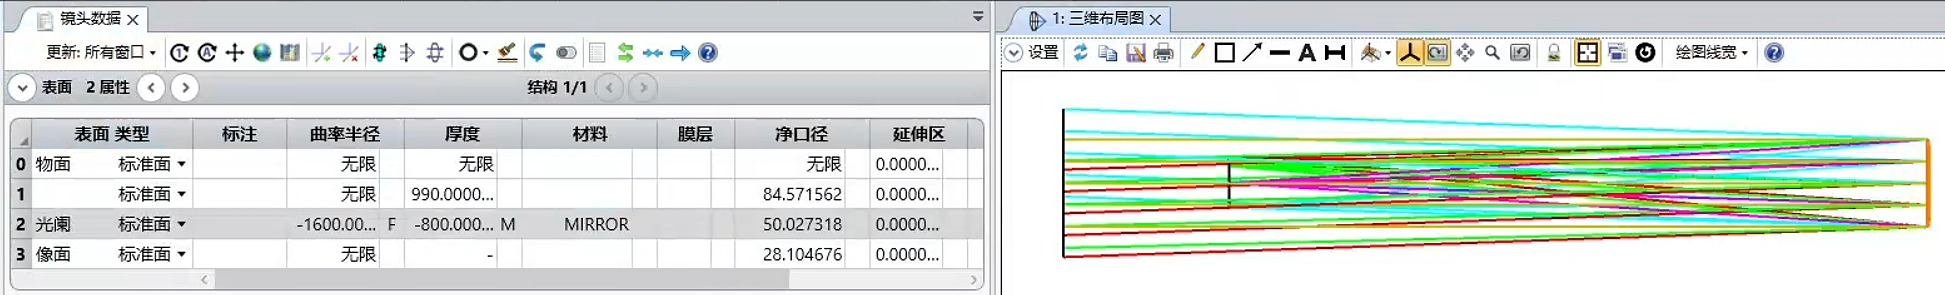 镜头数据
更新: 所有窗口
表面 2 属性
结构 1/1
表面 类型 标注 曲率半径 厚度 材料 膜层 净口径 延伸区
0 物面 标准面 无限 无限 无限 0.0000...
1 标准面 无限 990.0000... 84.571562 0.0000...
2 光阑 标准面 -1600.00... F -800.000... M MIRROR 50.027318 0.0000...
3 像面 标准面 无限 - 28.104676 0.0000...
1: 三维布局图
设置 A H 绘图线宽